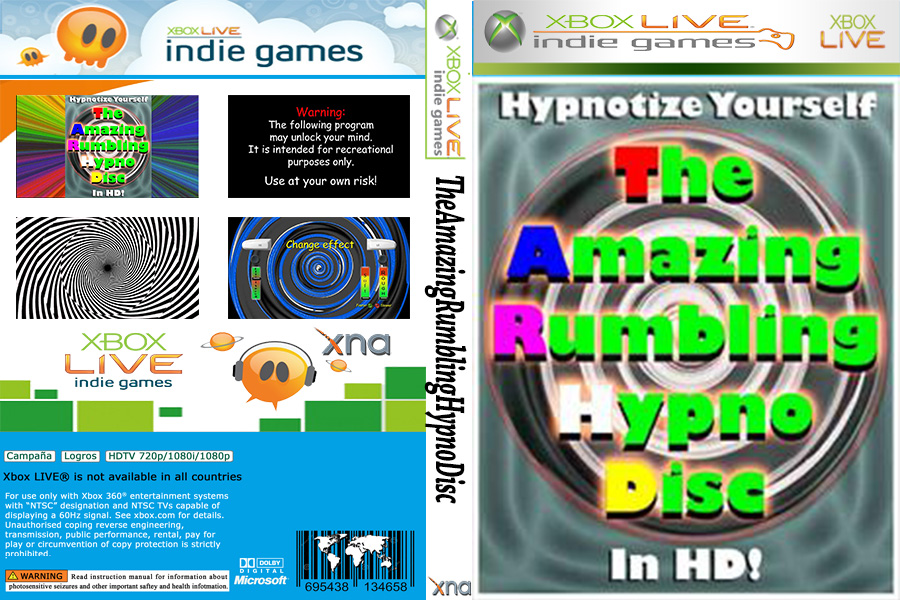 XBOX LIVE
indie games
Hypnotize Yourself
The
Amazing
Rumbling
Hypno
Disc
In HD!
Warning:
The following program
may unlock your mind.
It is intended for recreational
purposes only.
Use at your own risk!
Change effect
XBOX
LIVE
indie games
xna
Campaña Logros HDTV 720p/1080i/1080p
Xbox LIVE® is not available in all countries
For use only with Xbox 360® entertainment systems
with “NTSC” designation and NTSC TVs capable of
displaying a 60Hz signal. See xbox.com for details.
Unauthorised coping reverse engineering,
transmission, public performance, rental, pay for
play or circumvention of copy protection is strictly
prohibited.
WARNING Read instruction manual for information about
photosensitive seizures and other important saftey and health infotmation.
DOLBY
DIGITAL
Microsoft
695438 134658
XBOX LIVE
indie games
TheAmazingRumblingHypnoDisc
xna
XBOX LIVE
indie games
XBOX
LIVE
Hypnotize Yourself
The
Amazing
Rumbling
Hypno
Disc
In HD!